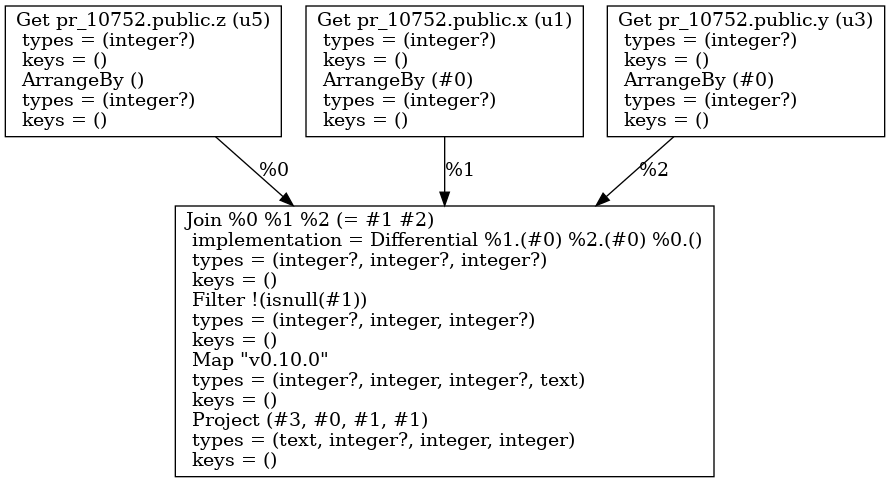 Get pr_10752.public.z (u5)
types = (integer?)
keys = ()
ArrangeBy ()
types = (integer?)
keys = ()
Get pr_10752.public.x (u1)
types = (integer?)
keys = ()
ArrangeBy (#0)
types = (integer?)
keys = ()
Get pr_10752.public.y (u3)
types = (integer?)
keys = ()
ArrangeBy (#0)
types = (integer?)
keys = ()
%0
%1
%2
Join %0 %1 %2 (= #1 #2)
implementation = Differential %1.(#0) %2.(#0) %0.()
types = (integer?, integer?, integer?)
keys = ()
Filter !(isnull(#1))
types = (integer?, integer, integer?)
keys = ()
Map "v0.10.0"
types = (integer?, integer, integer?, text)
keys = ()
Project (#3, #0, #1, #1)
types = (text, integer?, integer, integer)
keys = ()